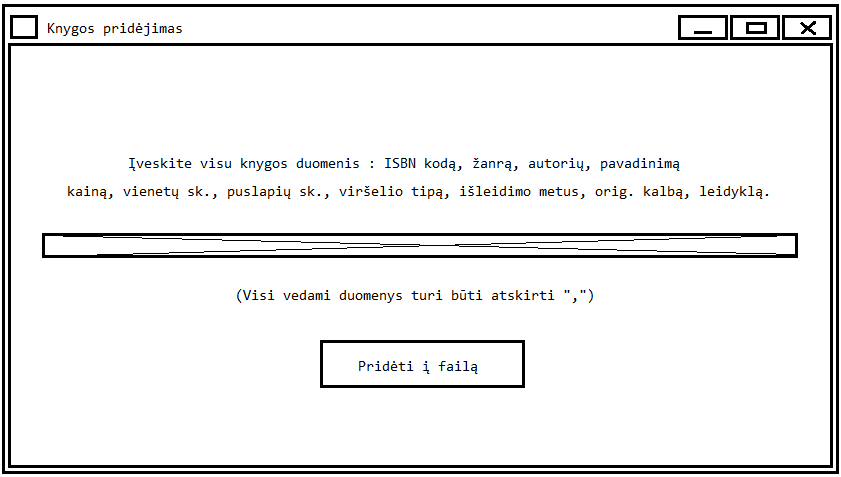 Knygos pridėjimas
Įveskite visu knygos duomenis : ISBN kodą, žanrą, autorių, pavadinimą
kainą, vienetų sk., puslapių sk., viršelio tipą, išleidimo metus, orig. kalbą, leidyklą.
(Visi vedami duomenys turi būti atskirti ",")
Pridėti į failą